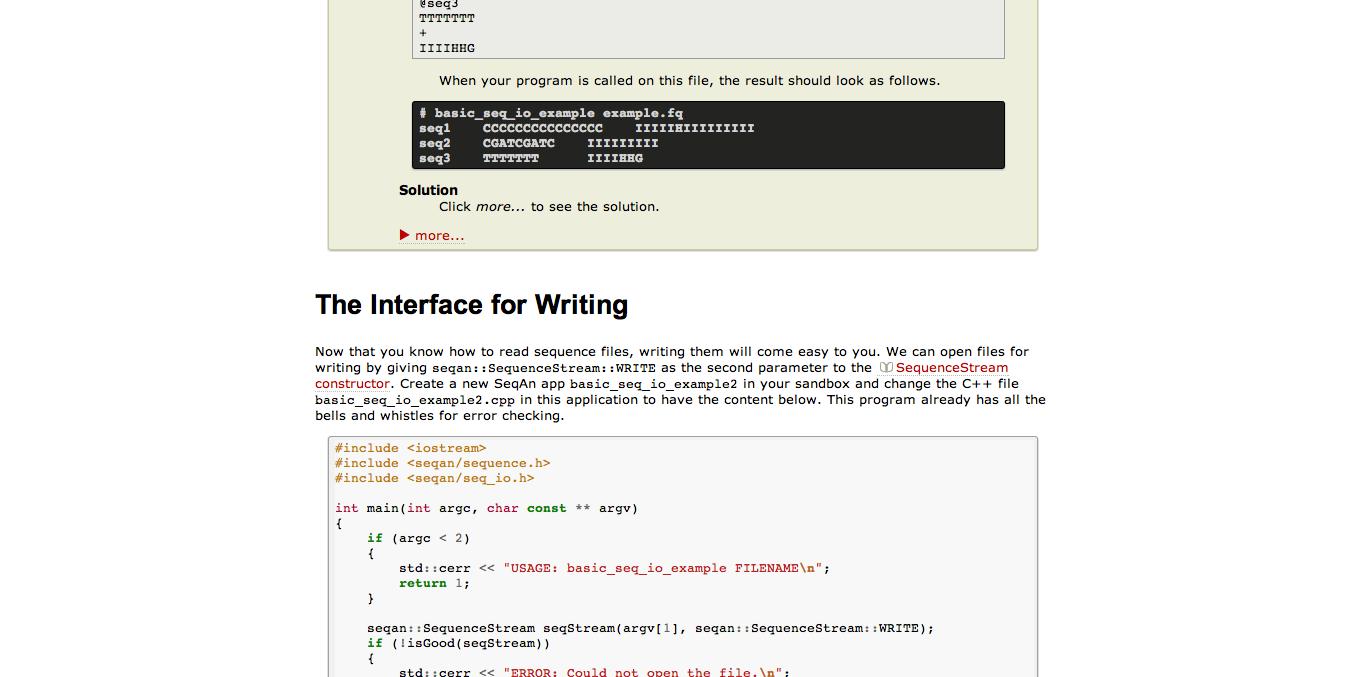 @seq3
TTTTTTT
+
IIIIHHG
When your program is called on this file, the result should look as follows.
# basic_seq_io_example example.fq
seq1    CCCCCCCCCCCCCCC    IIIIIHIIIIIIIII
seq2    CGATCGATC    IIIIIIIII
seq3    TTTTTTT      IIIIHHG
Solution
Click more... to see the solution.
▶ more...
The Interface for Writing
Now that you know how to read sequence files, writing them will come easy to you. We can open files for
writing by giving seqan::SequenceStream::WRITE as the second parameter to the SequenceStream
constructor. Create a new SeqAn app basic_seq_io_example2 in your sandbox and change the C++ file
basic_seq_io_example2.cpp in this application to have the content below. This program already has all the
bells and whistles for error checking.
#include <iostream>
#include <seqan/sequence.h>
#include <seqan/seq_io.h>
int main(int argc, char const ** argv)
{
    if (argc < 2)
    {
        std::cerr << "USAGE: basic_seq_io_example FILENAME\n";
        return 1;
    }
    seqan::SequenceStream seqStream(argv[1], seqan::SequenceStream::WRITE);
    if (!isGood(seqStream))
    {
        std::cerr << "ERROR: Could not open the file.\n";